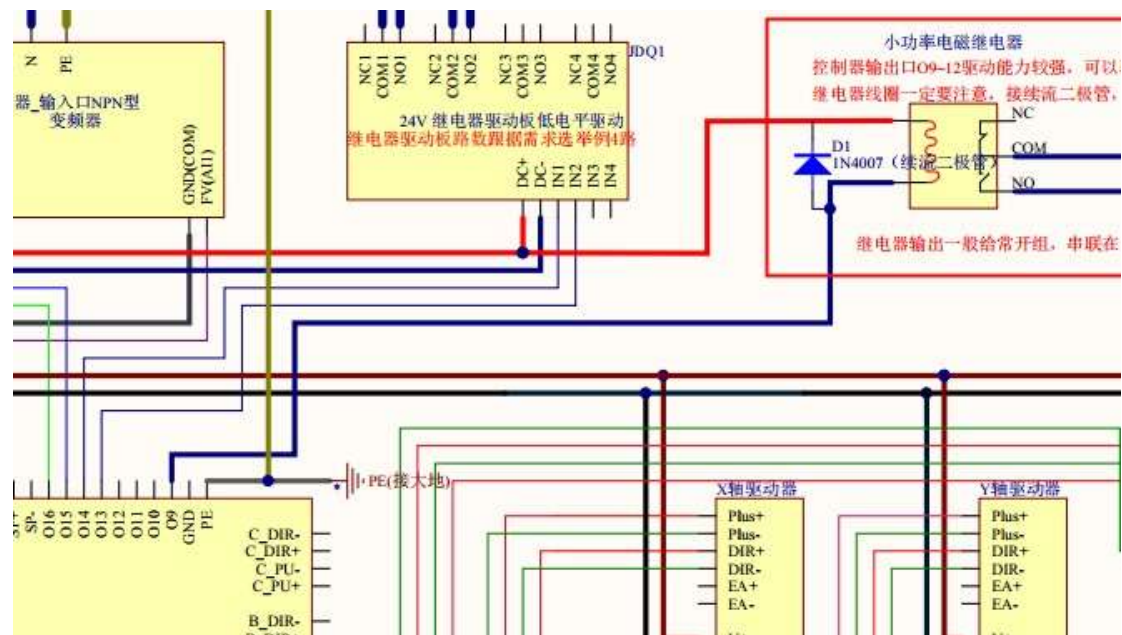 N
PE
器_输入口NPN型
变频器
GND(COM)
FV(AI1)
NC1
COM1
NO1
NC2
COM2
NO2
NC3
COM3
NO3
NC4
COM4
NO4
JDQ1
24V 继电器驱动板低电平驱动
继电器驱动板路数跟据需求选举例4路
DC+
DC-
IN1
IN2
IN3
IN4
小功率电磁继电器
控制器输出口O9-12驱动能力较强，可以
继电器线圈一定要注意，接续流二极管，
NC
COM
NO
D1
1N4007（续流二极管）
继电器输出一般给常开组，串联在
PE(接大地)
SP-
O16
O15
O14
O13
O12
O11
O10
O9
GND
PE
C_DIR-
C_DIR+
C_PU-
C_PU+
B_DIR-
X轴驱动器
Plus+
Plus-
DIR+
DIR-
EA+
EA-
Y轴驱动器
Plus+
Plus-
DIR+
DIR-
EA+
EA-